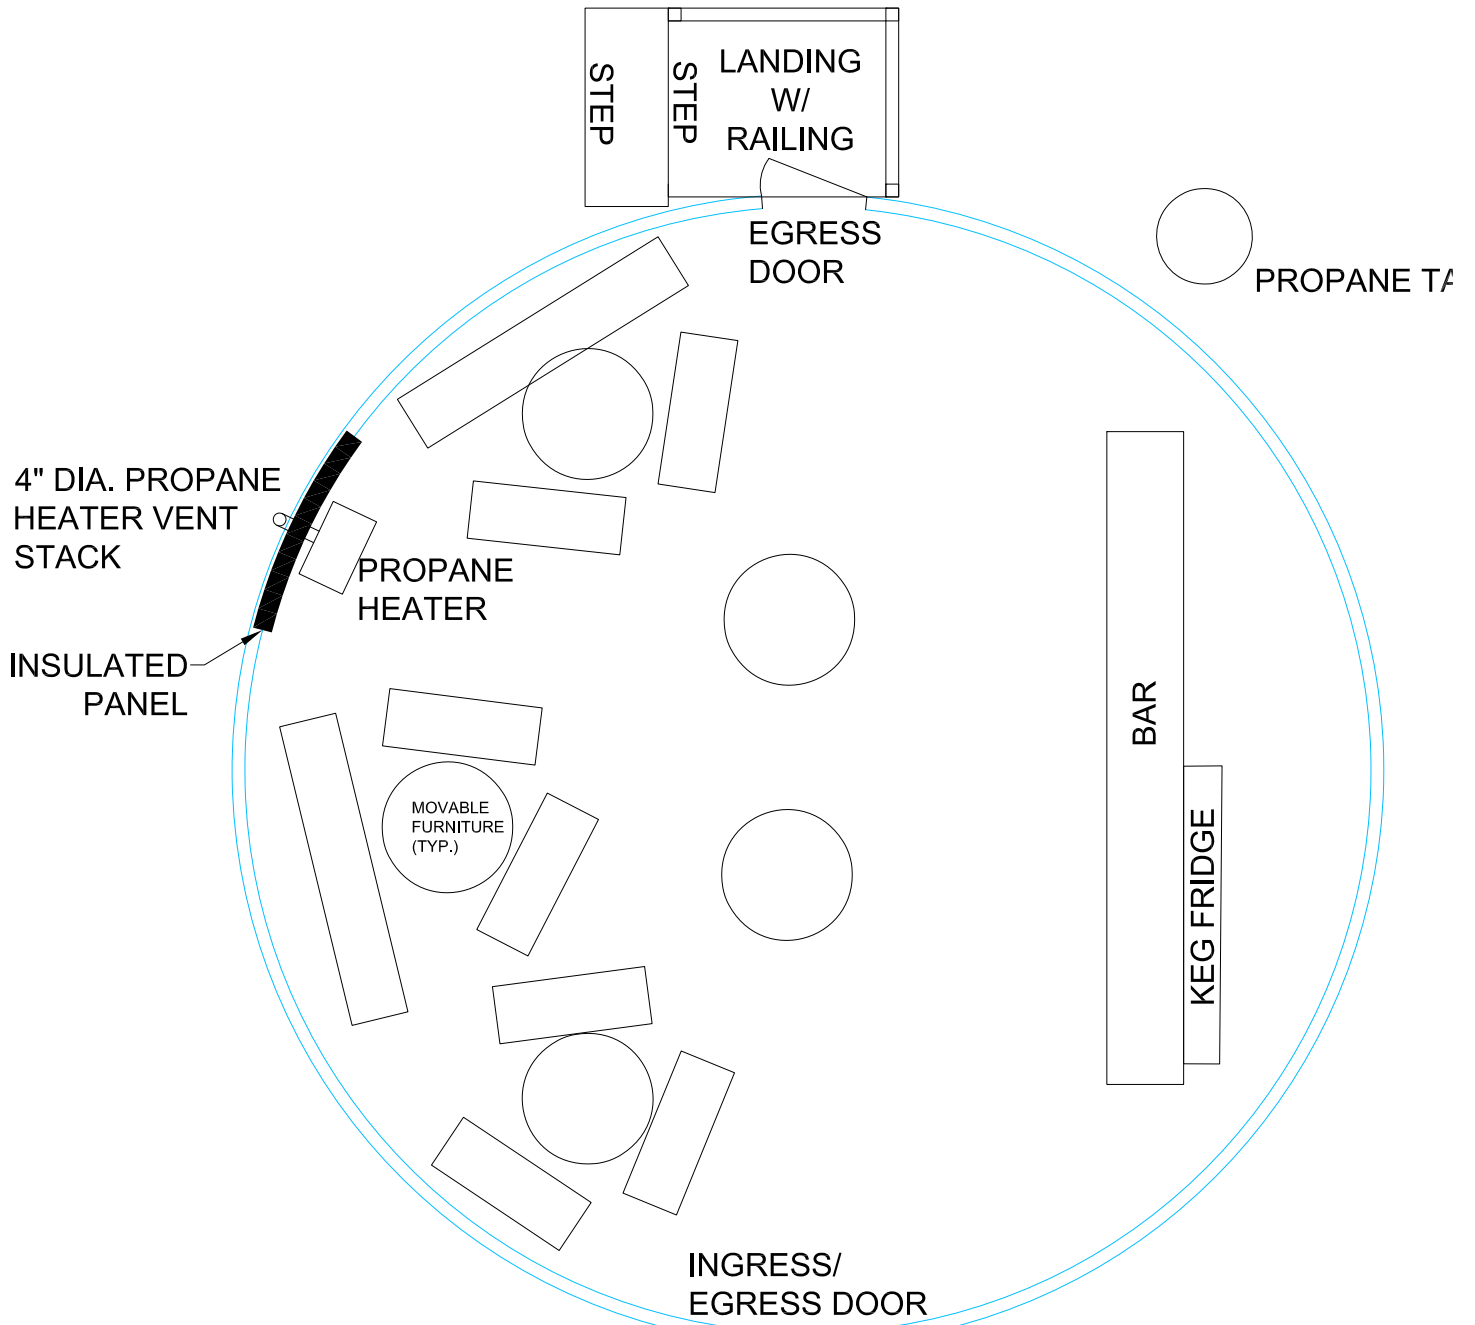 STEP
STEP
LANDING
W/
RAILING
EGRESS
DOOR
PROPANE
4" DIA. PROPANE
HEATER VENT
STACK
PROPANE
HEATER
INSULATED
PANEL
BAR
MOVABLE
FURNITURE
(TYP.)
KEG FRIDGE
INGRESS/
EGRESS DOOR